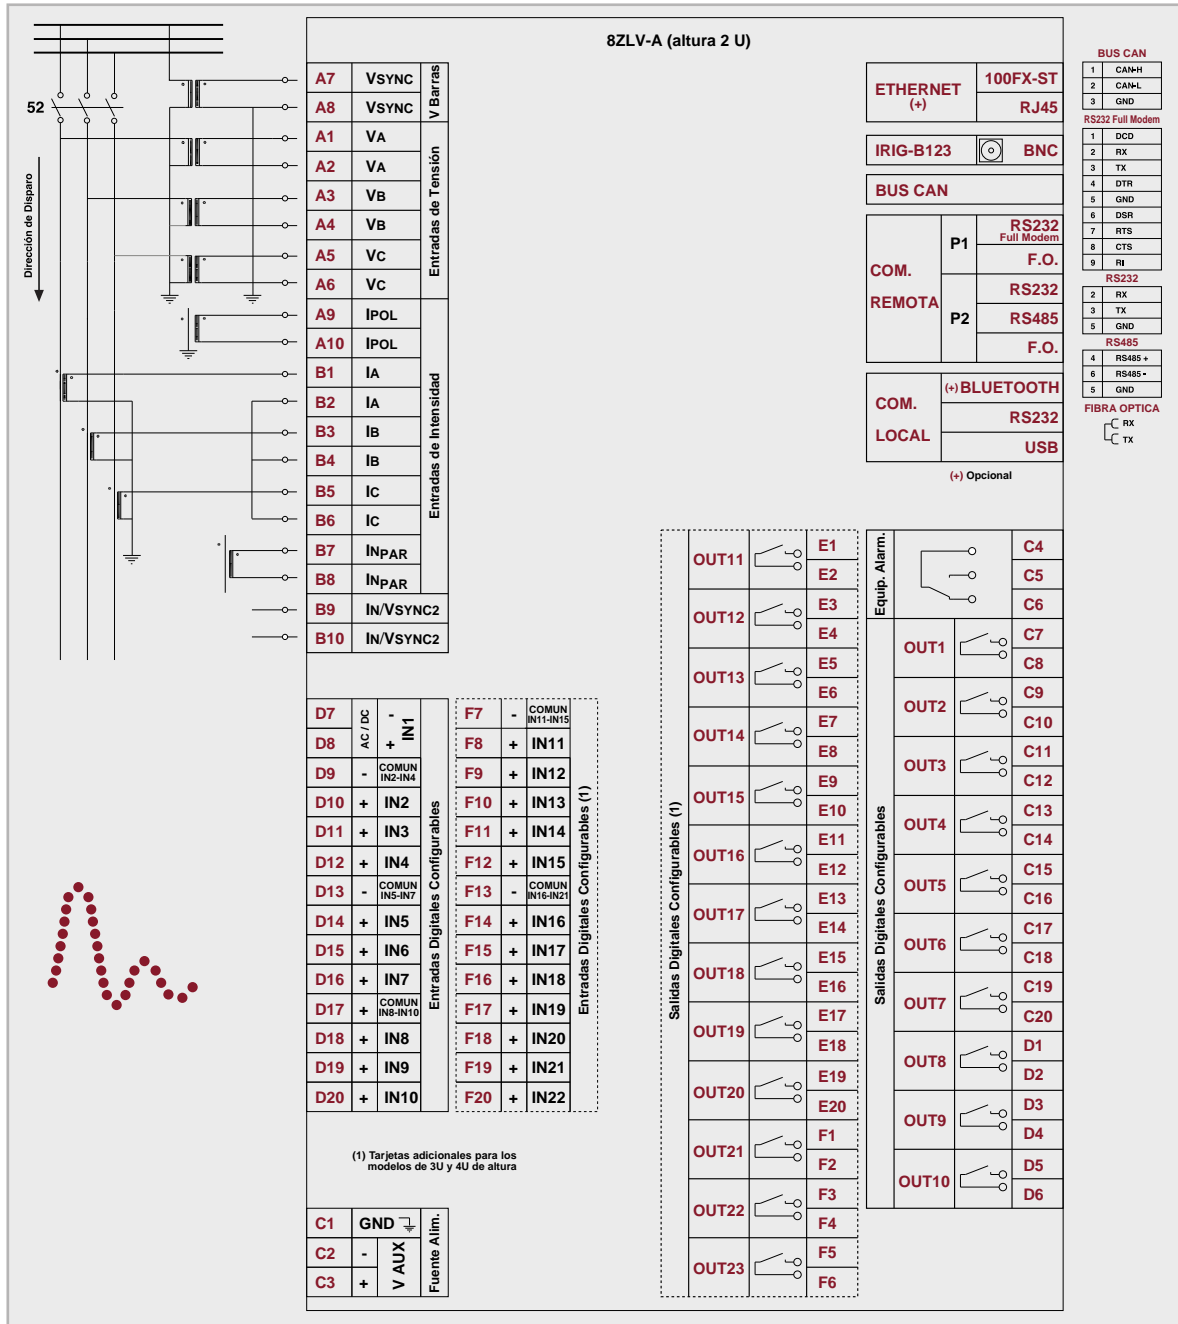 8ZLV-A (altura 2 U)
52
Dirección de Disparo
A7 VSYNC
A8 VSYNC
V Barras
A1 VA
A2 VA
A3 VB
A4 VB
A5 VC
A6 VC
Entradas de Tensión
A9 IPOL
A10 IPOL
B1 IA
B2 IA
B3 IB
B4 IB
B5 IC
B6 IC
B7 INPAR
B8 INPAR
Entradas de Intensidad
B9 IN/VSYNC2
B10 IN/VSYNC2
ETHERNET (+)
100FX-ST
RJ45
IRIG-B123 BNC
BUS CAN
COM. REMOTA
P1
RS232
Full Modem
F.O.
P2
RS232
RS485
F.O.
COM. LOCAL
(+) BLUETOOTH
RS232
USB
(+) Opcional
BUS CAN
1 CAN-H
2 CAN-L
3 GND
RS232 Full Modem
1 DCD
2 RX
3 TX
4 DTR
5 GND
6 DSR
7 RTS
8 CTS
9 RI
RS232
2 RX
3 TX
5 GND
RS485
4 RS485 +
6 RS485 -
5 GND
FIBRA OPTICA
RX
TX
D7 -
D8 +
AC / DC
IN1
D9 - COMUN IN2-IN4
D10 + IN2
D11 + IN3
D12 + IN4
D13 - COMUN IN5-IN7
D14 + IN5
D15 + IN6
D16 + IN7
D17 + COMUN IN8-IN10
D18 + IN8
D19 + IN9
D20 + IN10
Entradas Digitales Configurables
F7 - COMUN IN11-IN15
F8 + IN11
F9 + IN12
F10 + IN13
F11 + IN14
F12 + IN15
F13 - COMUN IN16-IN21
F14 + IN16
F15 + IN17
F16 + IN18
F17 + IN19
F18 + IN20
F19 + IN21
F20 + IN22
Entradas Digitales Configurables (1)
(1) Tarjetas adicionales para los
modelos de 3U y 4U de altura
C1 GND
C2 -
C3 +
V AUX
Fuente Alim.
Salidas Digitales Configurables (1)
OUT11 E1
E2
OUT12 E3
E4
OUT13 E5
E6
OUT14 E7
E8
OUT15 E9
E10
OUT16 E11
E12
OUT17 E13
E14
OUT18 E15
E16
OUT19 E17
E18
OUT20 E19
E20
OUT21 F1
F2
OUT22 F3
F4
OUT23 F5
F6
Equip. Alarm.
C4
C5
C6
Salidas Digitales Configurables
OUT1 C7
C8
OUT2 C9
C10
OUT3 C11
C12
OUT4 C13
C14
OUT5 C15
C16
OUT6 C17
C18
OUT7 C19
C20
OUT8 D1
D2
OUT9 D3
D4
OUT10 D5
D6